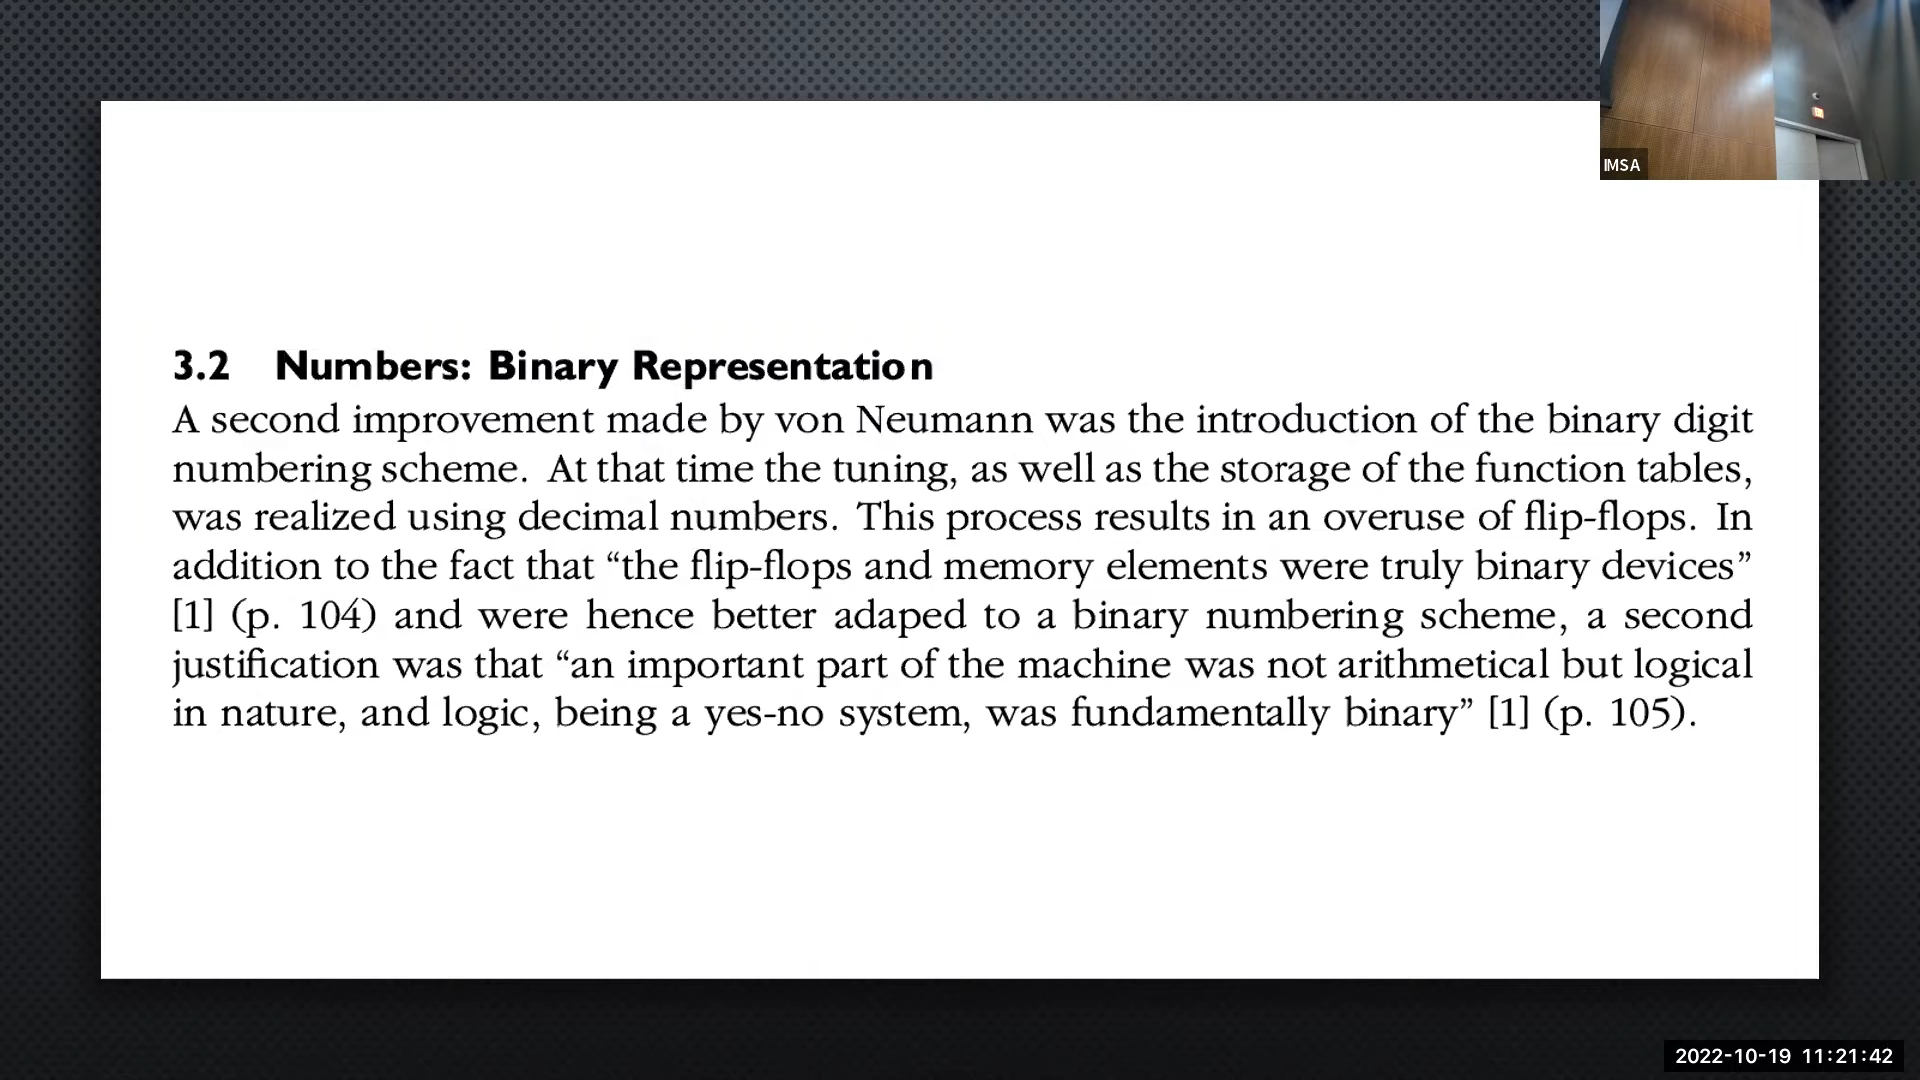 IMSA
3.2 Numbers: Binary Representation
A second improvement made by von Neumann was the introduction of the binary digit
numbering scheme. At that time the tuning, as well as the storage of the function tables,
was realized using decimal numbers. This process results in an overuse of flip-flops. In
addition to the fact that “the flip-flops and memory elements were truly binary devices”
[1] (p. 104) and were hence better adaped to a binary numbering scheme, a second
justification was that “an important part of the machine was not arithmetical but logical
in nature, and logic, being a yes-no system, was fundamentally binary” [1] (p. 105).
2022-10-19 11:21:42